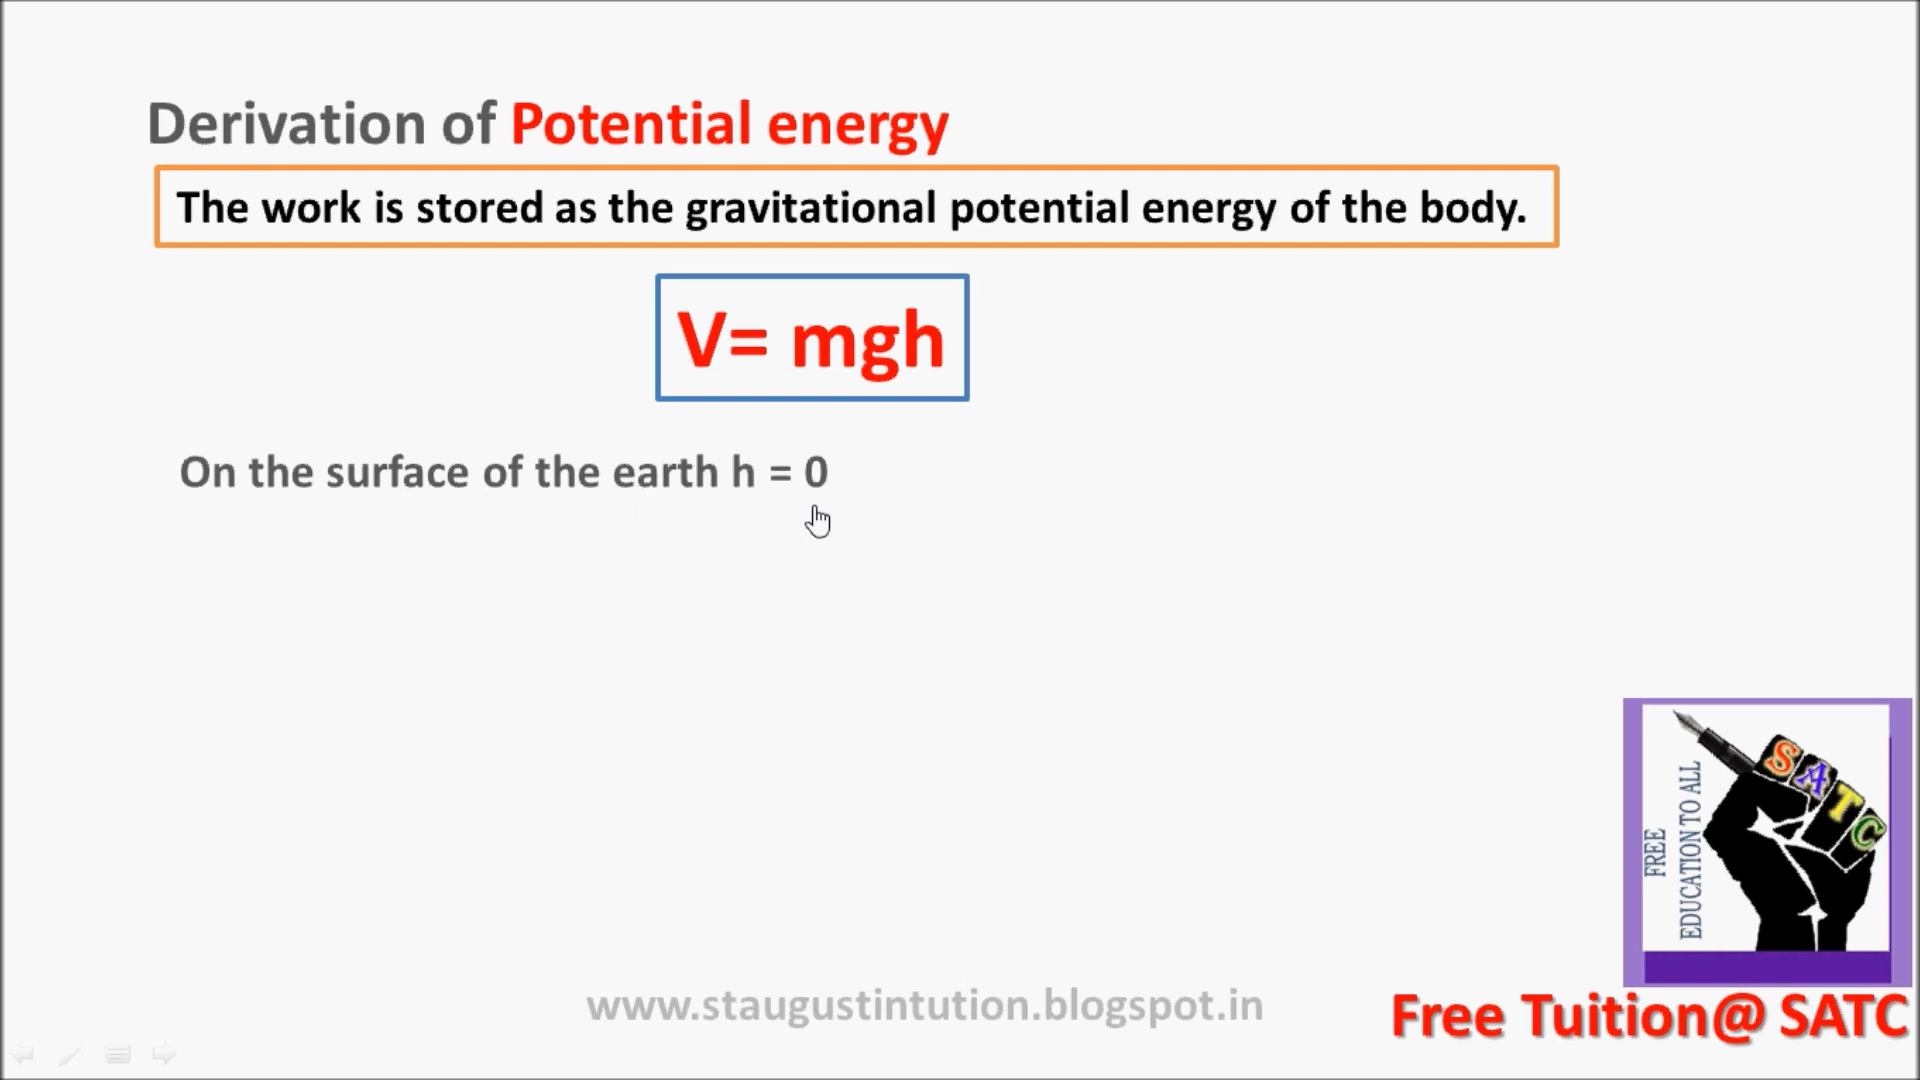 Derivation of Potential energy
The work is stored as the gravitational potential energy of the body.
V= mgh
On the surface of the earth h = 0
FREE
EDUCATION TO ALL
SATC
www.staugustintution.blogspot.in
Free Tuition@ SATC